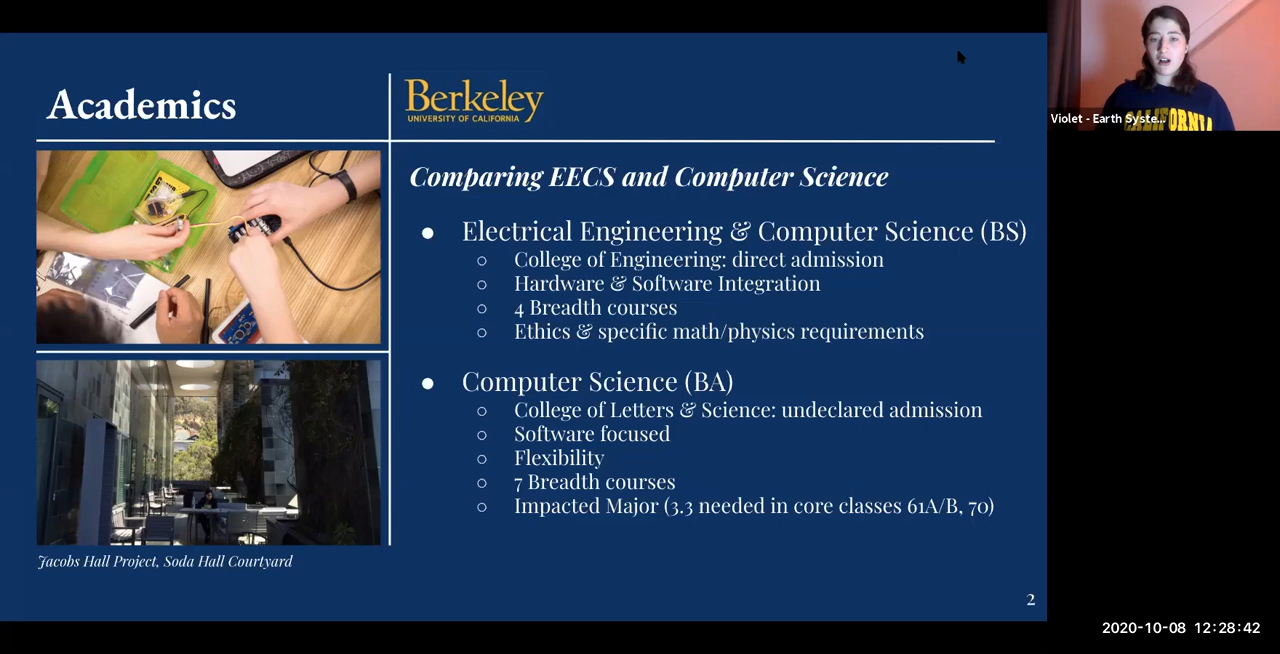 Academics
Berkeley
UNIVERSITY OF CALIFORNIA
Comparing EECS and Computer Science
● Electrical Engineering & Computer Science (BS)
○ College of Engineering: direct admission
○ Hardware & Software Integration
○ 4 Breadth courses
○ Ethics & specific math/physics requirements
● Computer Science (BA)
○ College of Letters & Science: undeclared admission
○ Software focused
○ Flexibility
○ 7 Breadth courses
○ Impacted Major (3.3 needed in core classes 61A/B, 70)
Jacobs Hall Project, Soda Hall Courtyard
2
Violet - Earth Syste...
CALIFORNI
2020-10-08 12:28:42